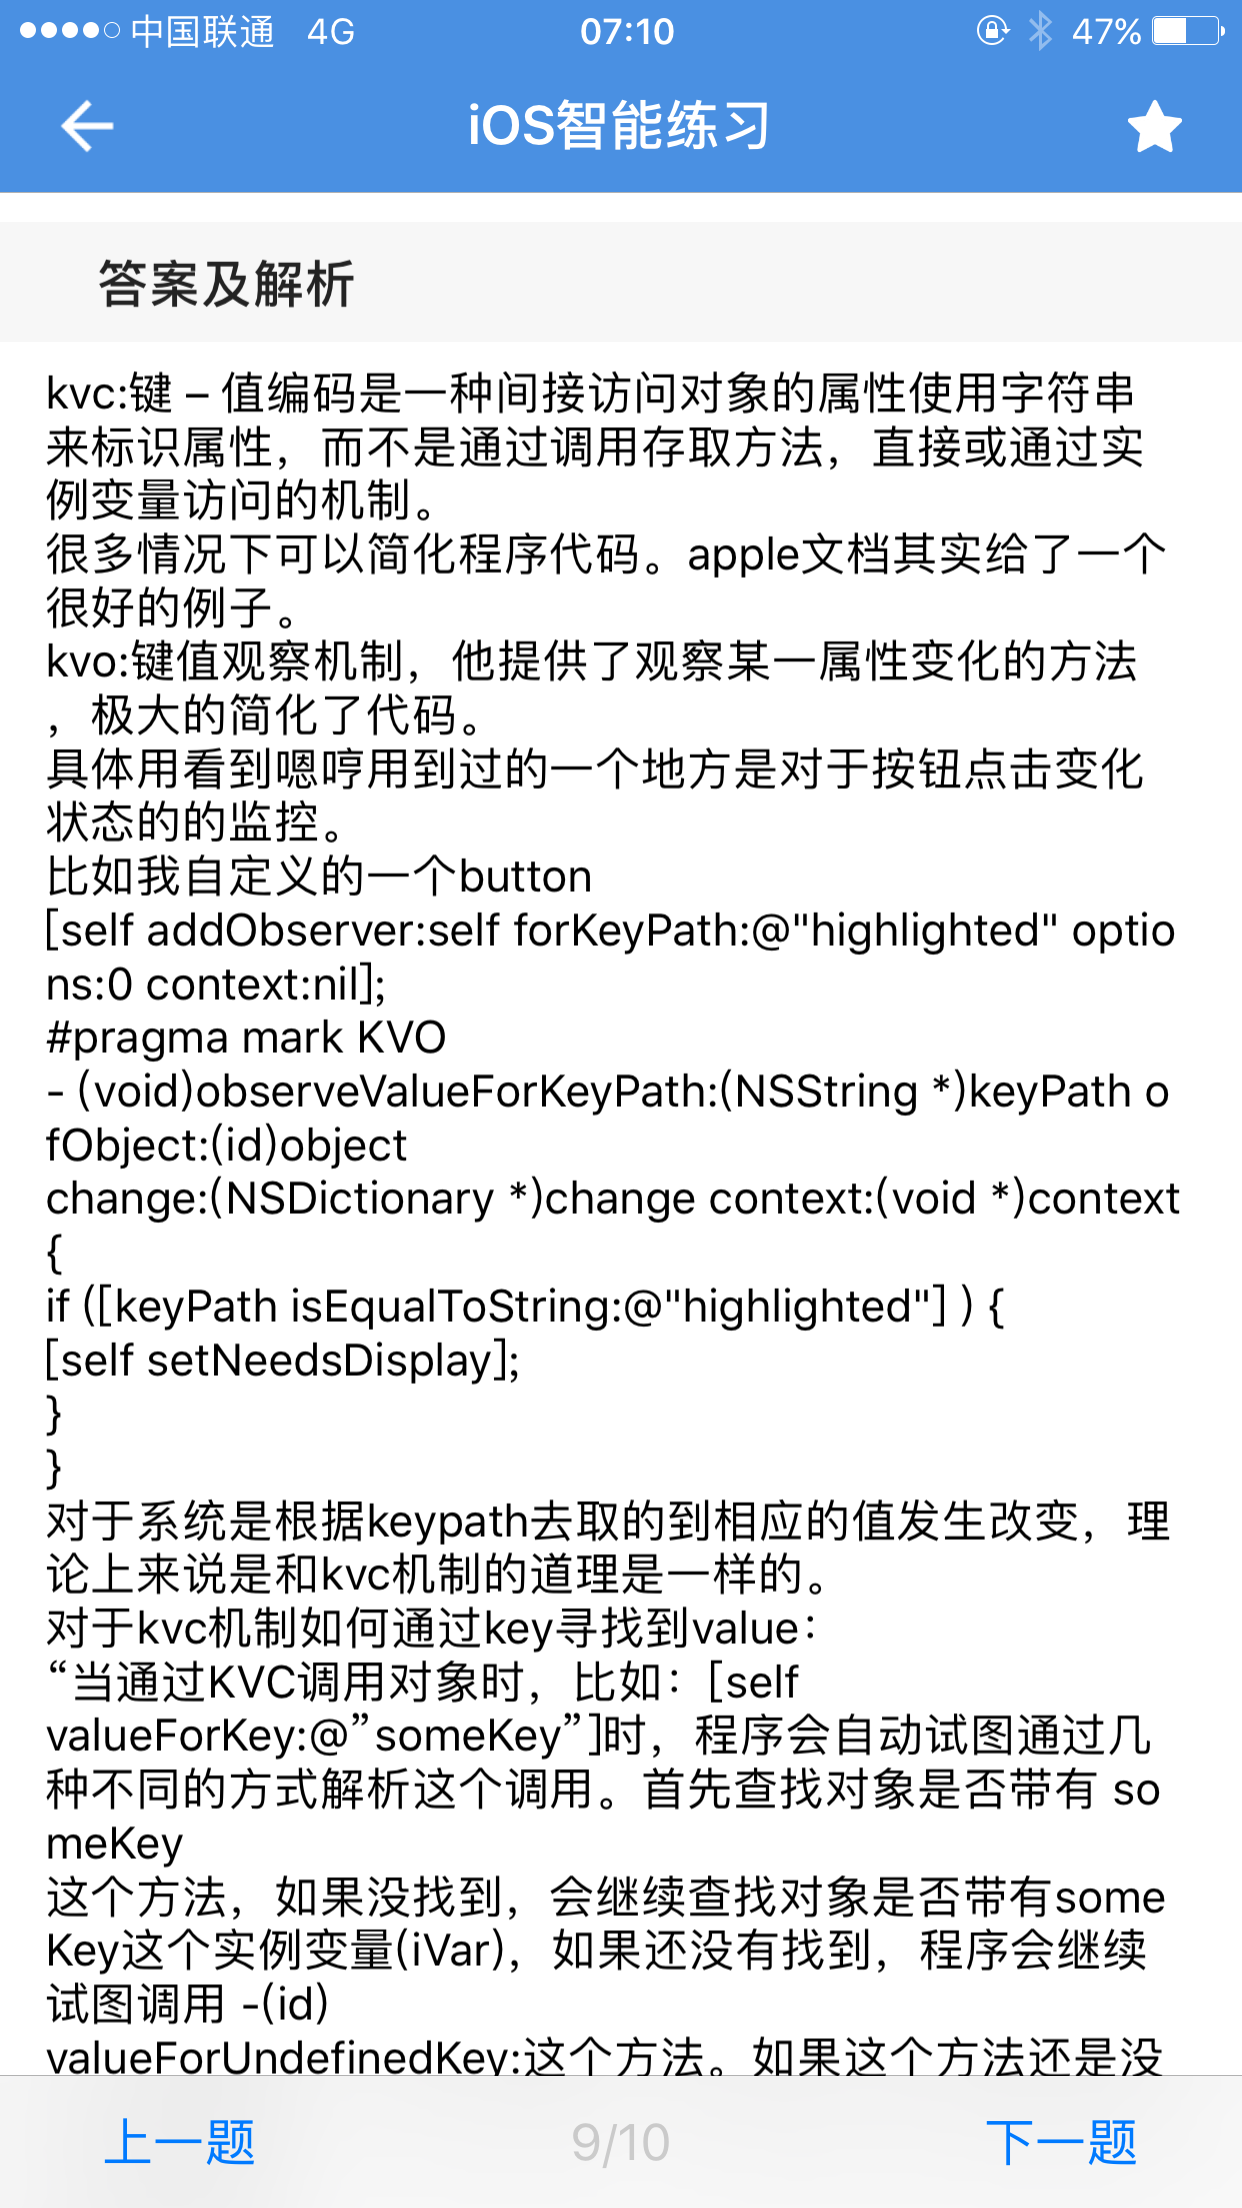 中国联通 4G 07:10 47%
iOS智能练习
答案及解析
kvc:键 – 值编码是一种间接访问对象的属性使用字符串
来标识属性，而不是通过调用存取方法，直接或通过实
例变量访问的机制。
很多情况下可以简化程序代码。apple文档其实给了一个
很好的例子。
kvo:键值观察机制，他提供了观察某一属性变化的方法
，极大的简化了代码。
具体用看到嗯哼用到过的一个地方是对于按钮点击变化
状态的的监控。
比如我自定义的一个button
[self addObserver:self forKeyPath:@"highlighted" optio
ns:0 context:nil];
#pragma mark KVO
- (void)observeValueForKeyPath:(NSString *)keyPath o
fObject:(id)object
change:(NSDictionary *)change context:(void *)context
{
if ([keyPath isEqualToString:@"highlighted"] ) {
[self setNeedsDisplay];
}
}
对于系统是根据keypath去取的到相应的值发生改变，理
论上来说是和kvc机制的道理是一样的。
对于kvc机制如何通过key寻找到value：
“当通过KVC调用对象时，比如：[self
valueForKey:@”someKey”]时，程序会自动试图通过几
种不同的方式解析这个调用。首先查找对象是否带有 so
meKey
这个方法，如果没找到，会继续查找对象是否带有some
Key这个实例变量(iVar)，如果还没有找到，程序会继续
试图调用 -(id)
valueForUndefinedKey:这个方法。如果这个方法还是没
上一题 9/10 下一题